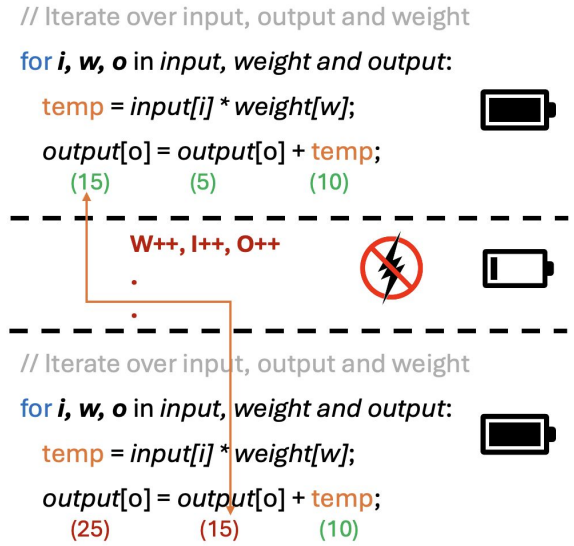 // Iterate over input, output and weight
for i, w, o in input, weight and output:
temp = input[i] * weight[w];
output[o] = output[o] + temp;
(15) (5) (10)
W++, I++, O++
.
.
// Iterate over input, output and weight
for i, w, o in input, weight and output:
temp = input[i] * weight[w];
output[o] = output[o] + temp;
(25) (15) (10)